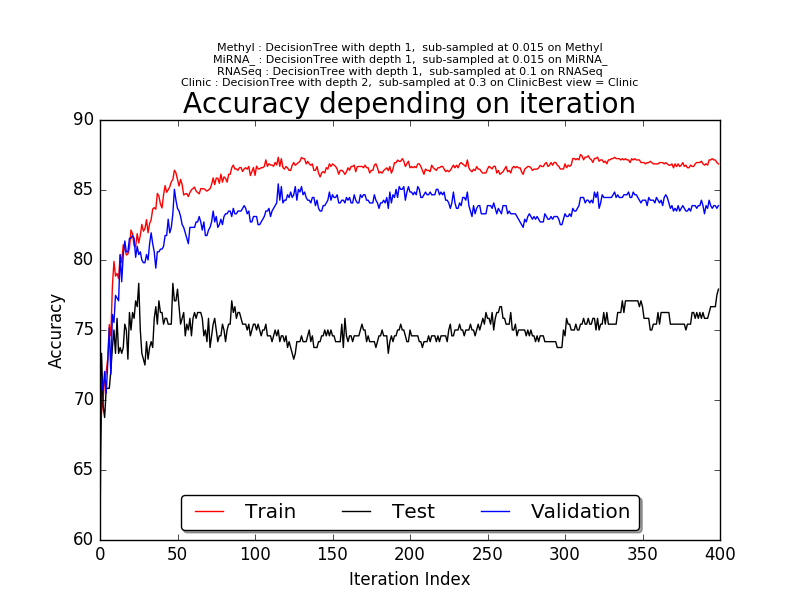 Methyl : DecisionTree with depth 1,  sub-sampled at 0.015 on Methyl
MiRNA_ : DecisionTree with depth 1,  sub-sampled at 0.015 on MiRNA_
RNASeq : DecisionTree with depth 1,  sub-sampled at 0.1 on RNASeq
Clinic : DecisionTree with depth 2,  sub-sampled at 0.3 on ClinicBest view = Clinic
Accuracy depending on iteration
90
85
80
75
70
65
60
Accuracy
Train Test Validation
0 50 100 150 200 250 300 350 400
Iteration Index